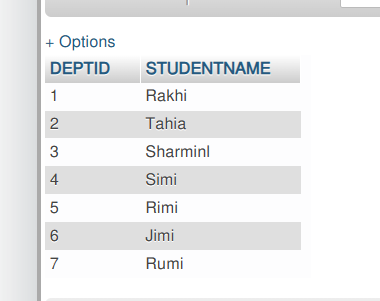 + Options
DEPTID STUDENTNAME
1 Rakhi
2 Tahia
3 Sharminl
4 Simi
5 Rimi
6 Jimi
7 Rumi